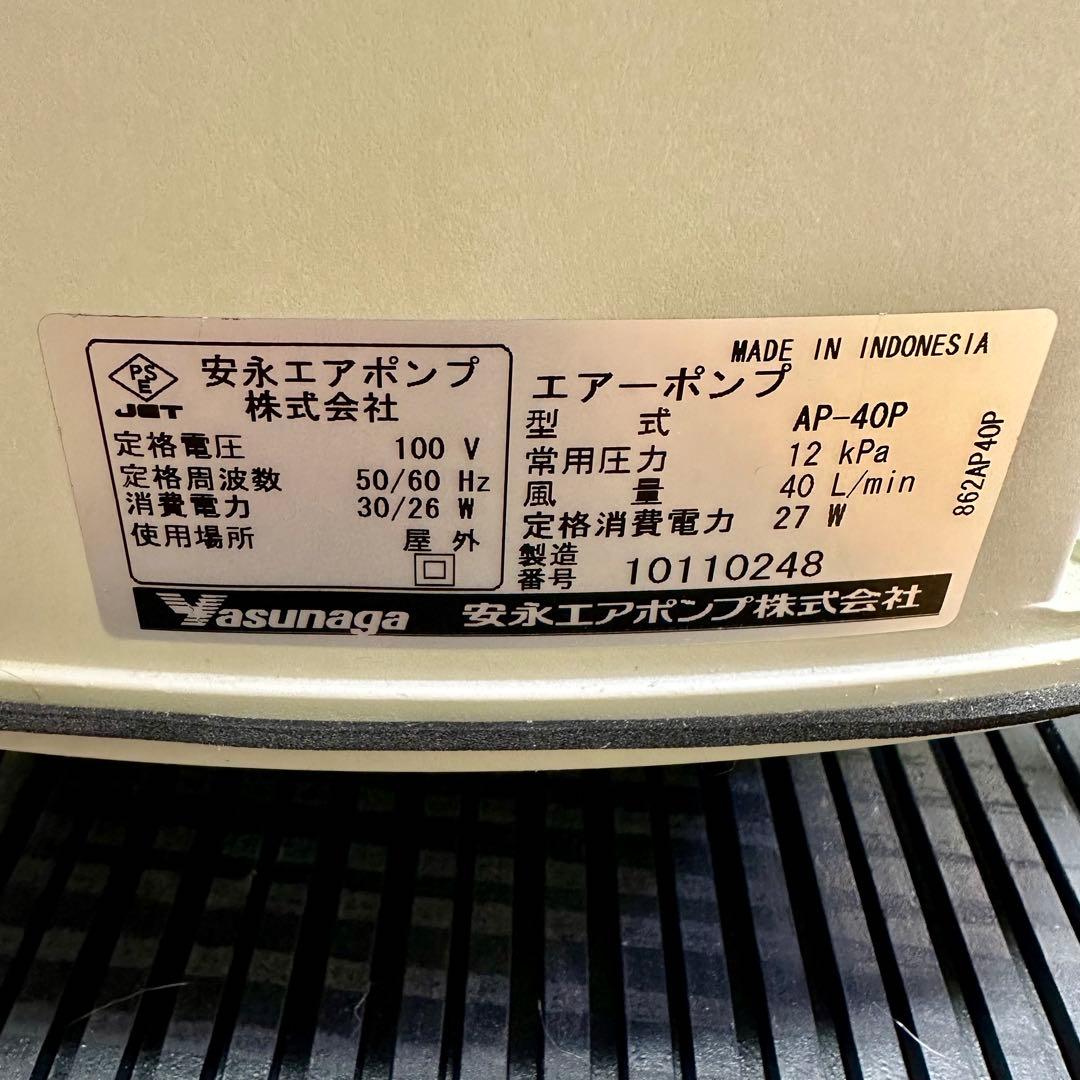 PSE
JET
安永エアポンプ
株式会社
定格電圧 100 V
定格周波数 50/60 Hz
消費電力 30/26 W
使用場所 屋外
MADE IN INDONESIA
エアーポンプ
型式 AP-40P
常用圧力 12 kPa
風量 40 L/min
定格消費電力 27 W
製造番号 10110248
862AP40P
Yasunaga 安永エアポンプ株式会社